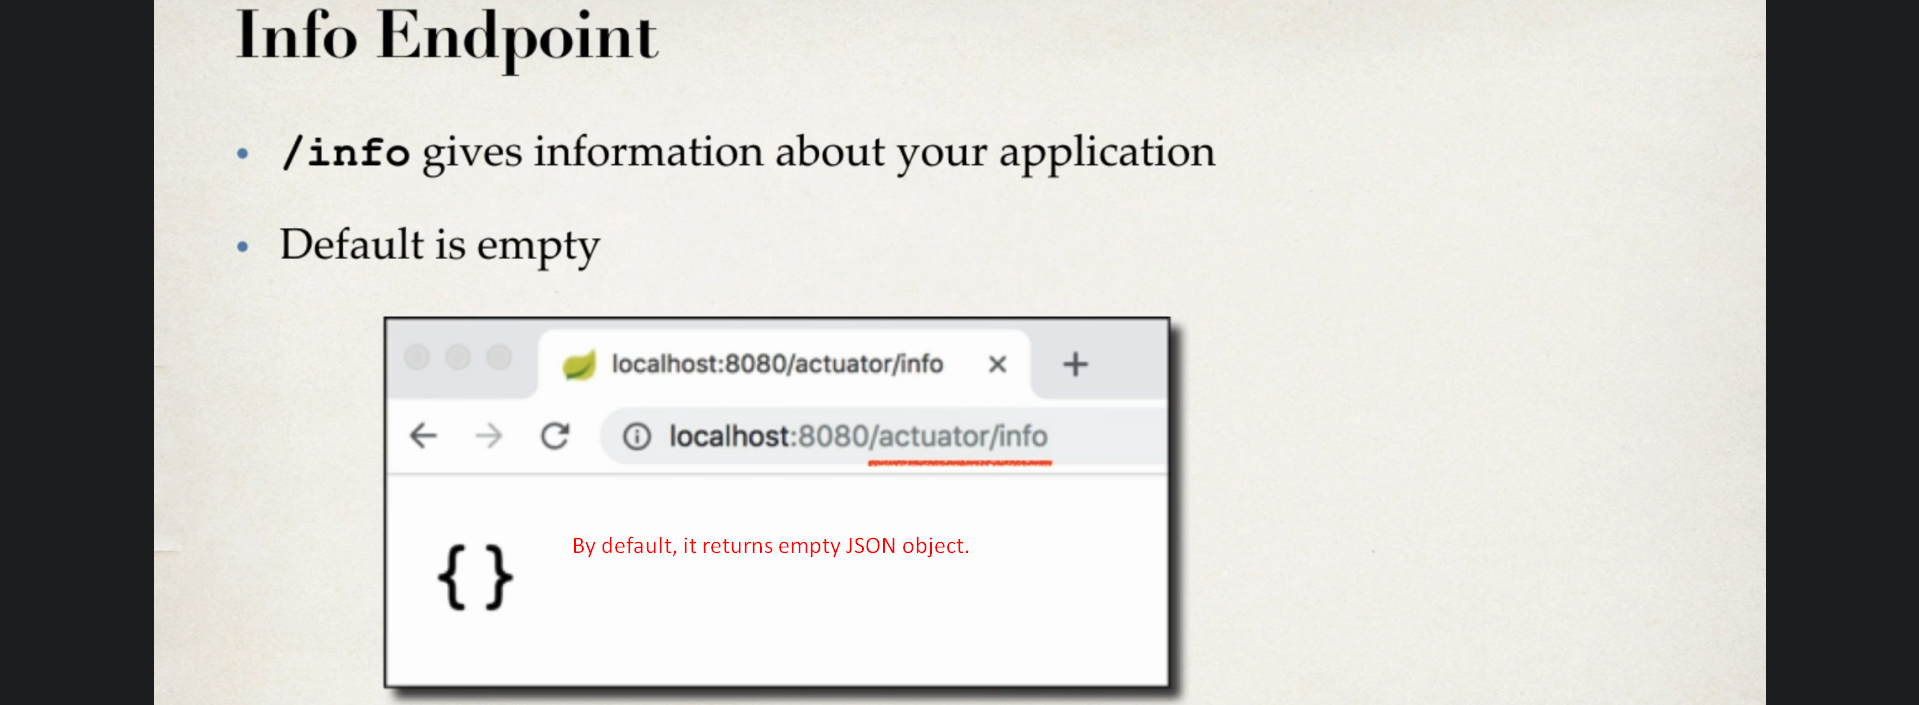 Info Endpoint
• /info gives information about your application
• Default is empty
localhost:8080/actuator/info
localhost:8080/actuator/info
{}
By default, it returns empty JSON object.